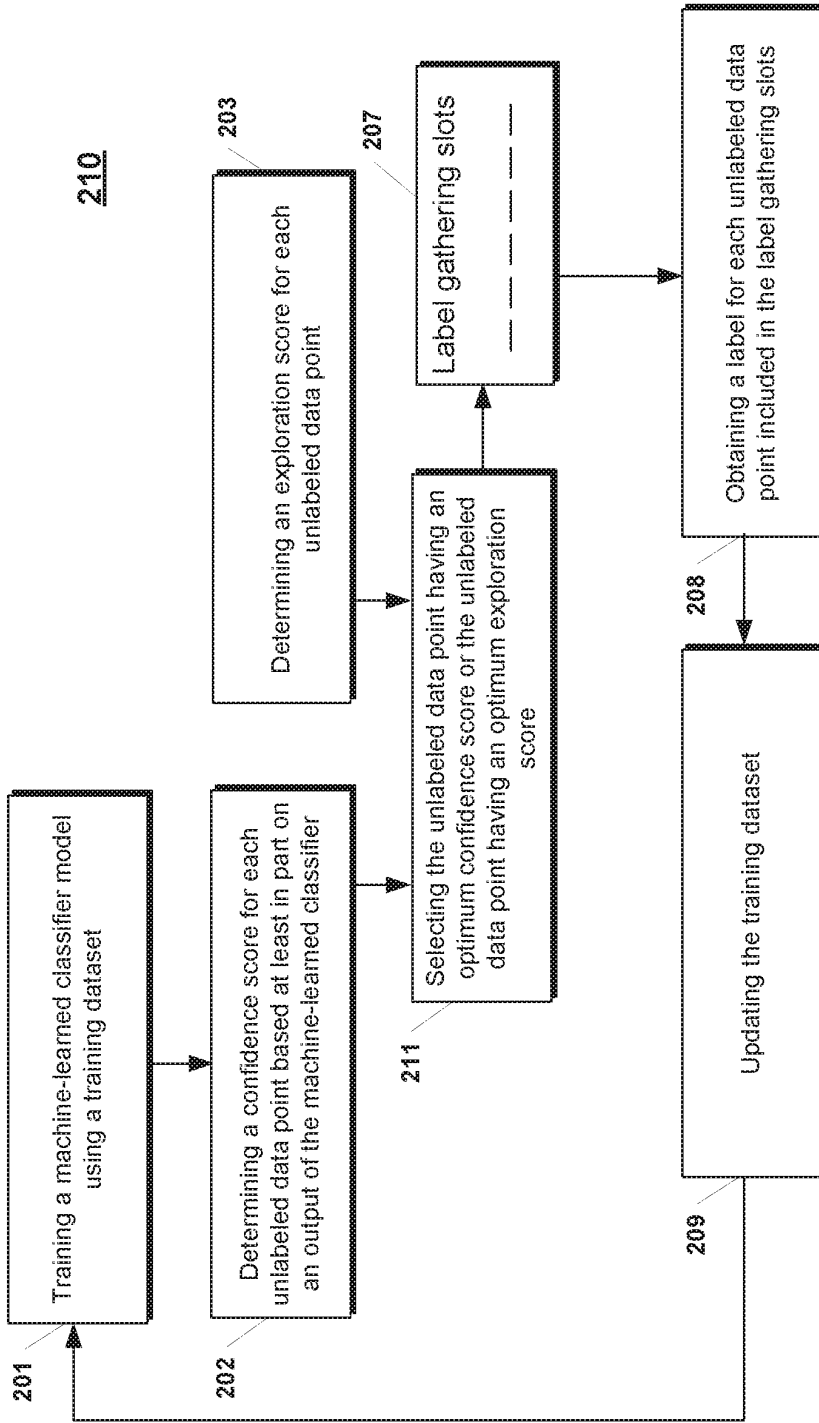 210
201
Training a machine-learned classifier model
using a training dataset
202
Determining a confidence score for each
unlabeled data point based at least in part on
an output of the machine-learned classifier
203
Determining an exploration score for each
unlabeled data point
211
Selecting the unlabeled data point having an
optimum confidence score or the unlabeled
data point having an optimum exploration
score
207
Label gathering slots
208
Obtaining a label for each unlabeled data
point included in the label gathering slots
209
Updating the training dataset